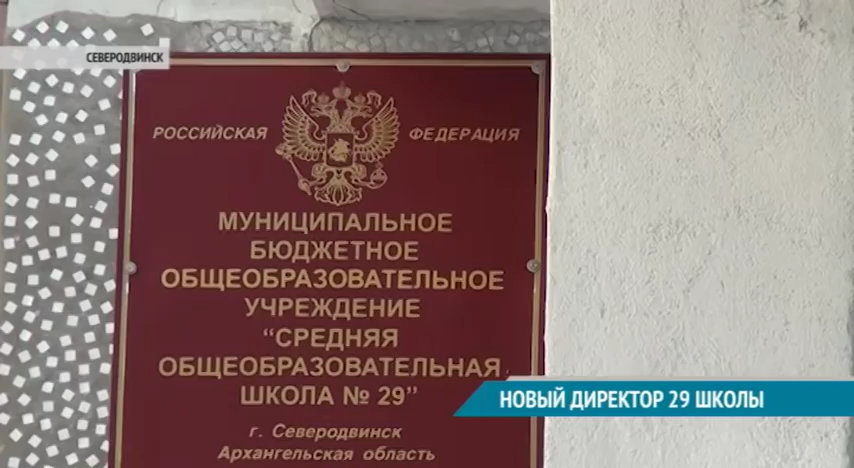 СЕВЕРОДВИНСК
РОССИЙСКАЯ ФЕДЕРАЦИЯ
МУНИЦИПАЛЬНОЕ
БЮДЖЕТНОЕ
ОБЩЕОБРАЗОВАТЕЛЬНОЕ
УЧРЕЖДЕНИЕ
“СРЕДНЯЯ
ОБЩЕОБРАЗОВАТЕЛЬНАЯ
ШКОЛА № 29”
НОВЫЙ ДИРЕКТОР 29 ШКОЛЫ
г. Северодвинск
Архангельская область